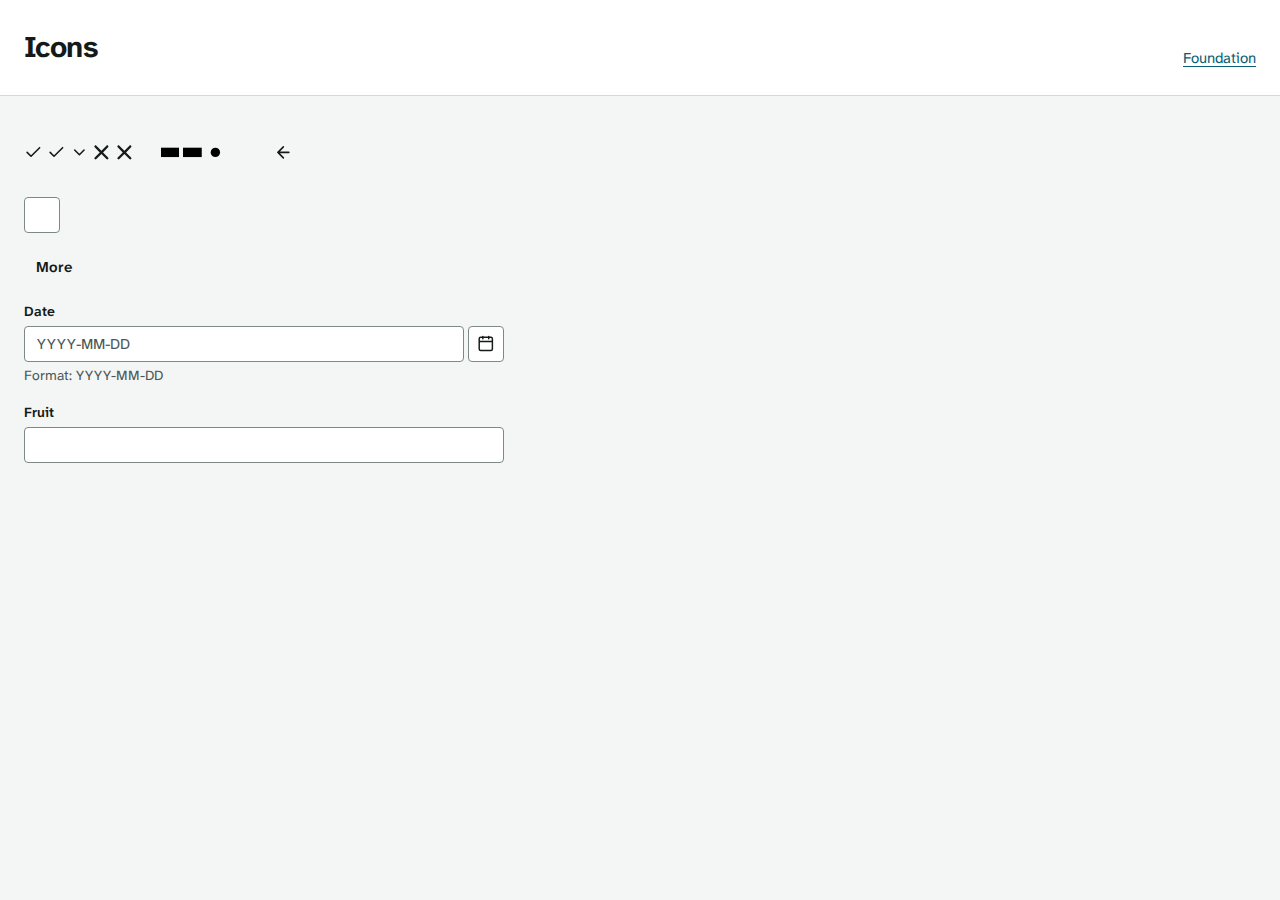 Icons
Foundation
More
Date
YYYY-MM-DD
Format: YYYY-MM-DD
Fruit